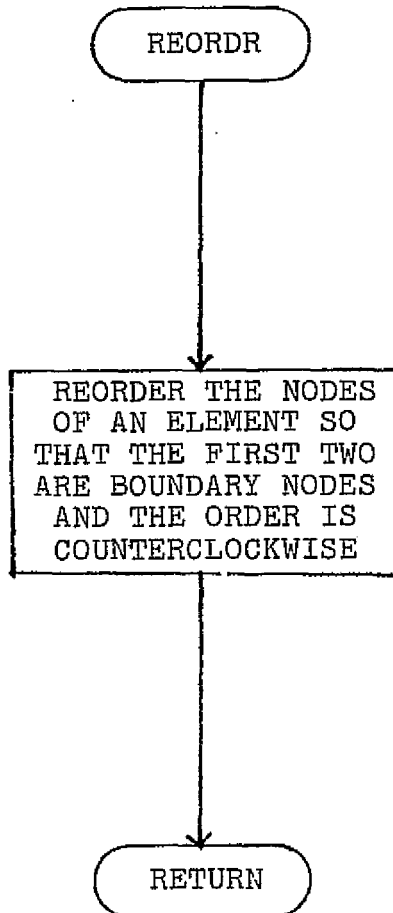 REORDR
REORDER THE NODES
OF AN ELEMENT SO
THAT THE FIRST TWO
ARE BOUNDARY NODES
AND THE ORDER IS
COUNTERCLOCKWISE
RETURN